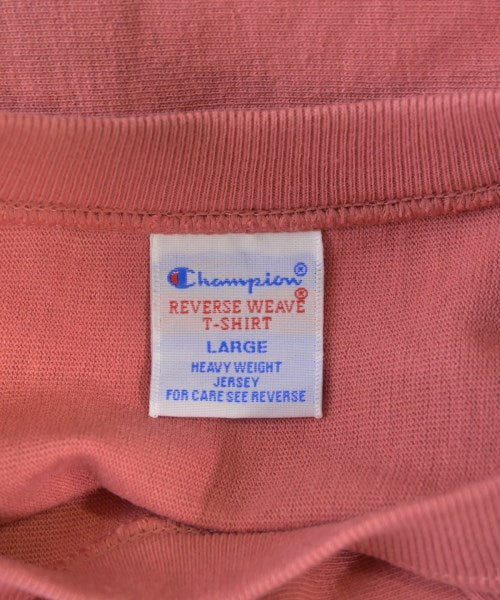 Champion®
REVERSE WEAVE®
T-SHIRT
LARGE
HEAVY WEIGHT
JERSEY
FOR CARE SEE REVERSE